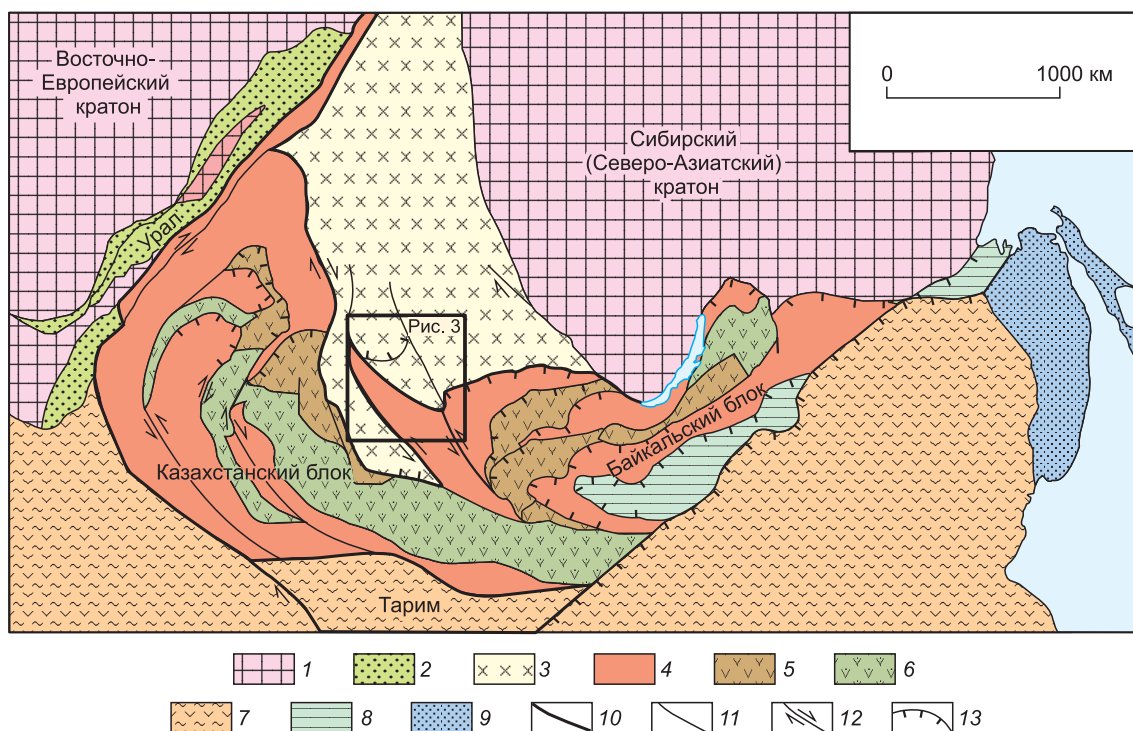 Восточно-
Европейский
кратон
0 1000 км
Сибирский
(Северо-Азиатский)
кратон
Урал
Рис. 3
Байкальский блок
Казахстанский блок
Тарим
1 2 3 4 5 6
7 8 9 10 11 12 13